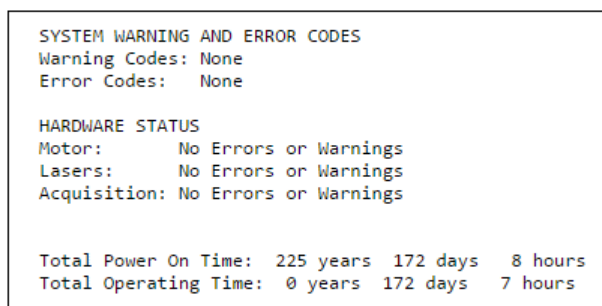 SYSTEM WARNING AND ERROR CODES
Warning Codes: None
Error Codes:   None
HARDWARE STATUS
Motor:        No Errors or Warnings
Lasers:       No Errors or Warnings
Acquisition: No Errors or Warnings
Total Power On Time:  225 years  172 days   8 hours
Total Operating Time:  0 years  172 days   7 hours